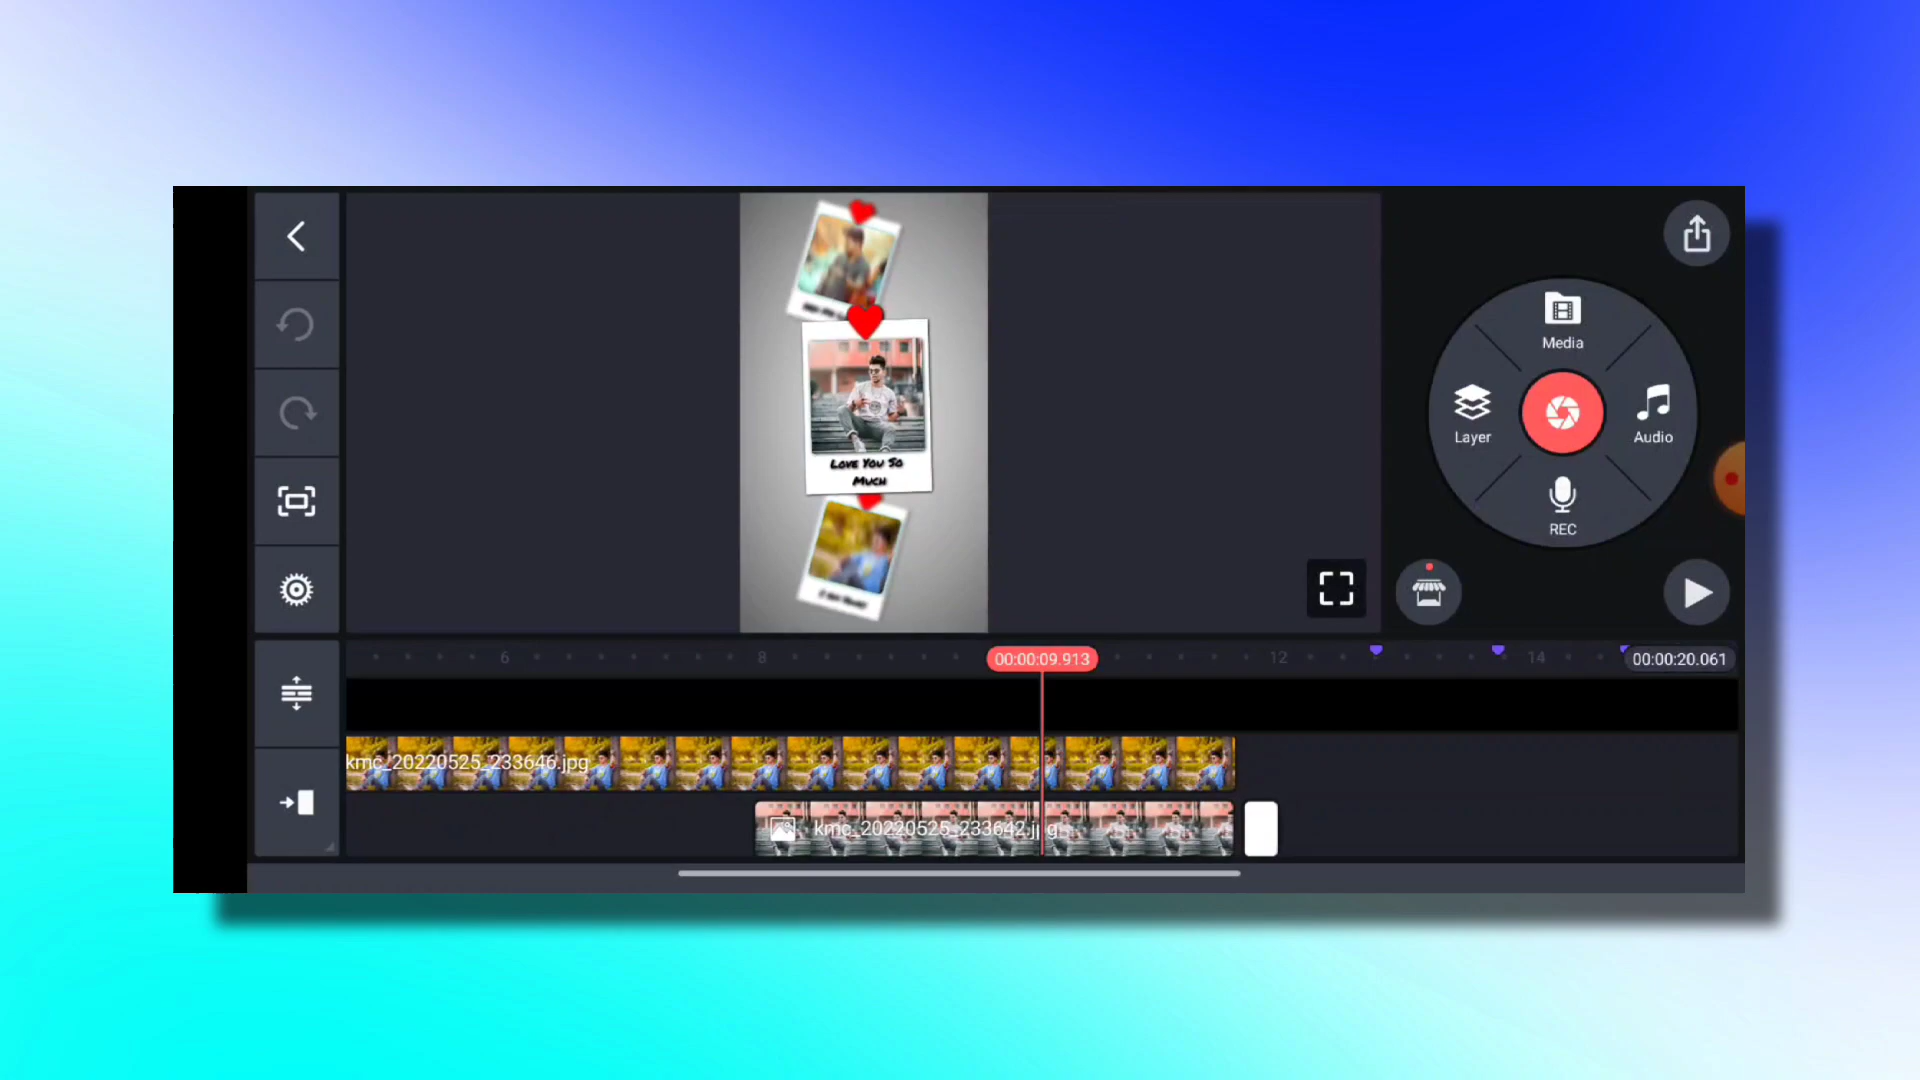 Media
Layer
Audio
REC
LOVE YOU SO
MUCH
6
8
00:00:09.913
12
14
00:00:20.061
kmc_20220525_233646.jpg
kmc_20220525_233642.jpg